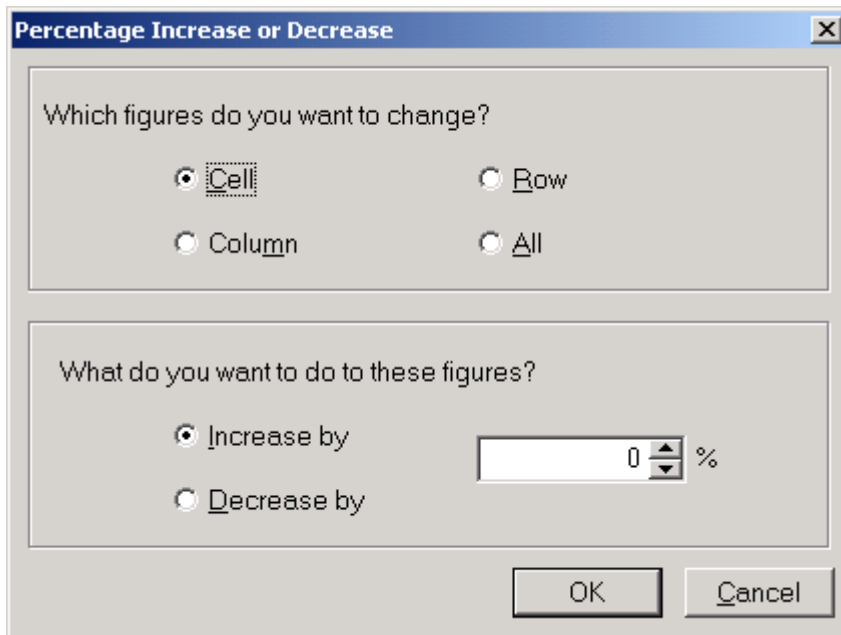 Percentage Increase or Decrease
Which figures do you want to change?
Cell Row
Column All
What do you want to do to these figures?
Increase by 0 %
Decrease by
OK Cancel